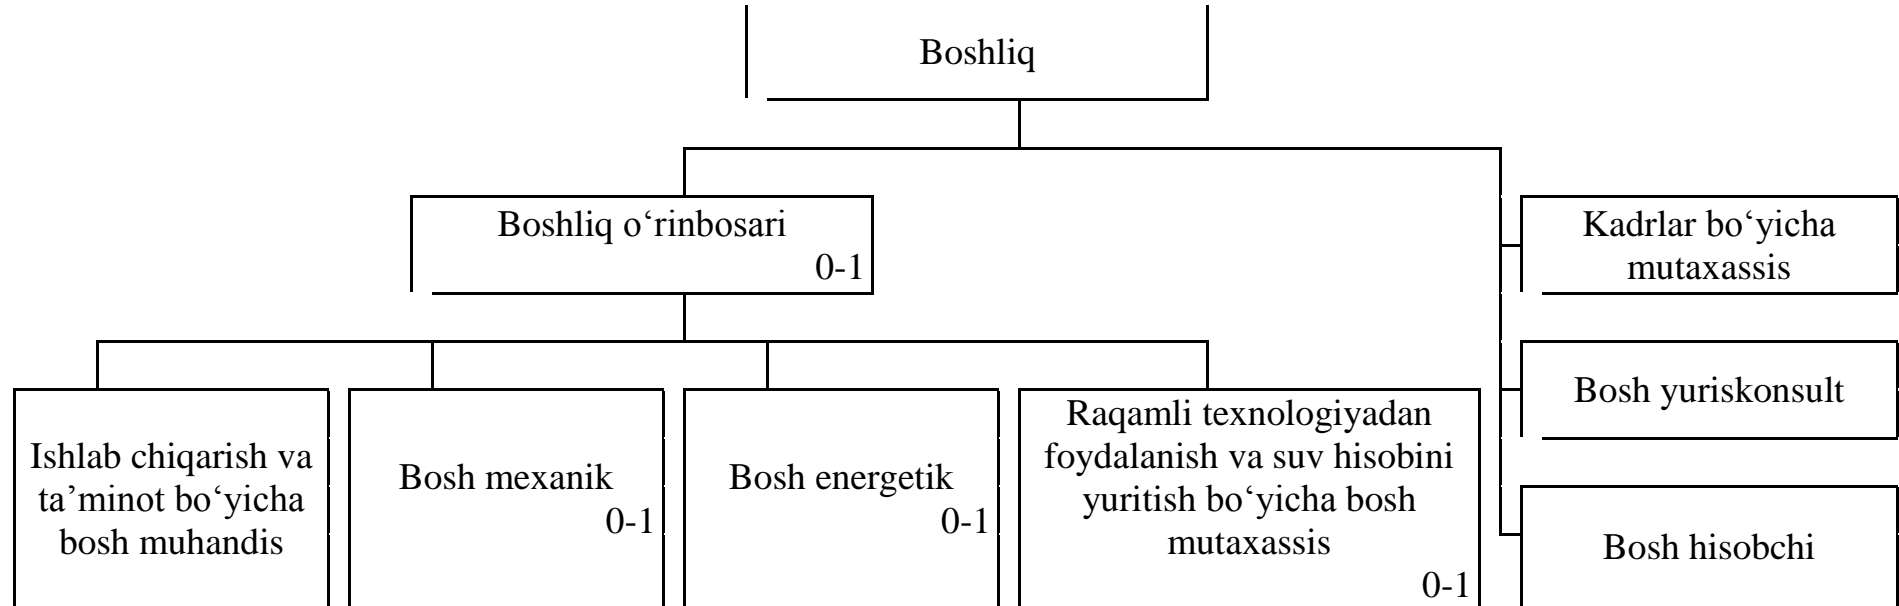 Boshliq
Boshliq o‘rinbosari
0-1
Kadrlar bo‘yicha
mutaxassis
Bosh yuriskonsult
Bosh hisobchi
Ishlab chiqarish va
ta’minot bo‘yicha
bosh muhandis
Bosh mexanik
0-1
Bosh energetik
0-1
Raqamli texnologiyadan
foydalanish va suv hisobini
yuritish bo‘yicha bosh
mutaxassis
0-1